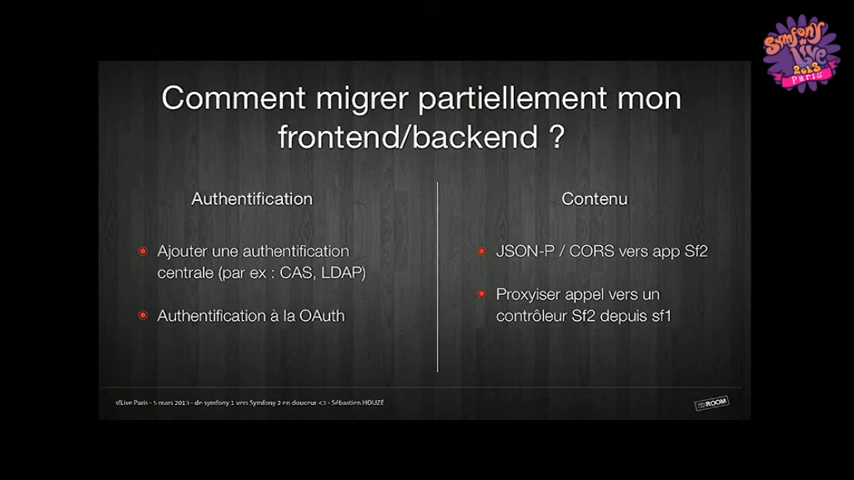 Symfony
Live
2013
Paris
Comment migrer partiellement mon
frontend/backend ?
Authentification
Ajouter une authentification
centrale (par ex : CAS, LDAP)
Authentification à la OAuth
Contenu
JSON-P / CORS vers app Sf2
Proxyiser appel vers un
contrôleur Sf2 depuis sf1
sfLive Paris - 5 mars 2013 - de symfony 1 vers Symfony 2 en douceur <3 - Sébastien HOUZÉ
ROOM